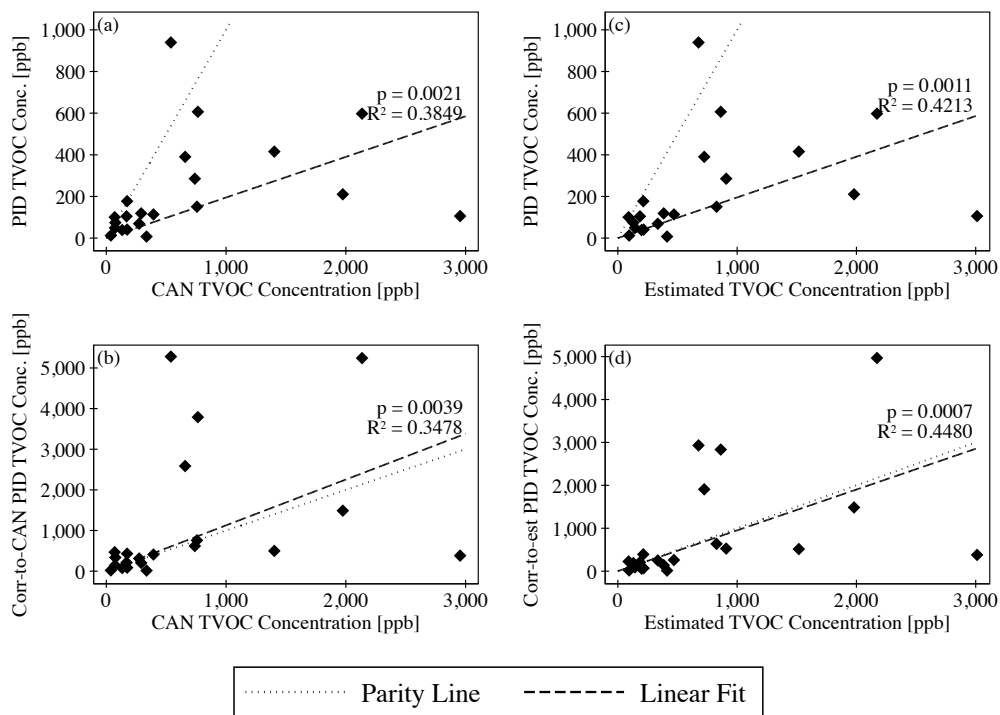 (a)
PID TVOC Conc. [ppb]
1,000
800
600
400
200
0
p = 0.0021
R² = 0.3849
0
1,000
2,000
3,000
CAN TVOC Concentration [ppb]
(c)
PID TVOC Conc. [ppb]
1,000
800
600
400
200
0
p = 0.0011
R² = 0.4213
0
1,000
2,000
3,000
Estimated TVOC Concentration [ppb]
(b)
Corr-to-CAN PID TVOC Conc. [ppb]
5,000
4,000
3,000
2,000
1,000
0
p = 0.0039
R² = 0.3478
0
1,000
2,000
3,000
CAN TVOC Concentration [ppb]
(d)
Corr-to-est PID TVOC Conc. [ppb]
5,000
4,000
3,000
2,000
1,000
0
p = 0.0007
R² = 0.4480
0
1,000
2,000
3,000
Estimated TVOC Concentration [ppb]
Parity Line
Linear Fit